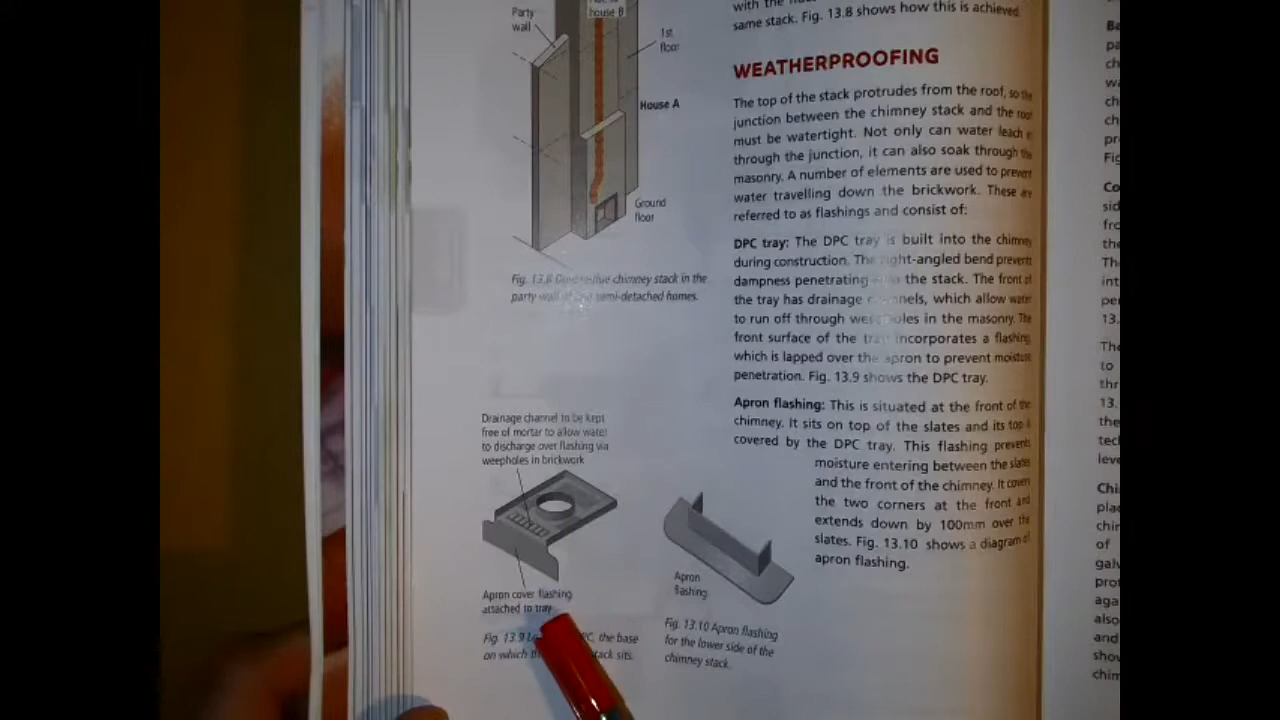 Party
wall
house B
1st
floor
House A
Ground
floor
Fig. 13.8 chimney stack in the
party wall of semi-detached homes.
Drainage channel to be kept
free of mortar to allow water
to discharge over flashing via
weepholes in brickwork
Apron cover flashing
attached to tray
Fig. 13.9 the base
on which stack sits.
Apron
flashing
Fig. 13.10 Apron flashing
for the lower side of the
chimney stack.
with the
same stack. Fig. 13.8 shows how this is achieved.
WEATHERPROOFING
The top of the stack protrudes from the roof, so the
junction between the chimney stack and the roof
must be watertight. Not only can water leach
through the junction, it can also soak through the
masonry. A number of elements are used to prevent
water travelling down the brickwork. These are
referred to as flashings and consist of:
DPC tray: The DPC tray is built into the chimney
during construction. The right-angled bend prevents
dampness penetrating the stack. The front of
the tray has drainage channels, which allow water
to run off through weepholes in the masonry. The
front surface of the tray incorporates a flashing,
which is lapped over the apron to prevent moisture
penetration. Fig. 13.9 shows the DPC tray.
Apron flashing: This is situated at the front of the
chimney. It sits on top of the slates and its top is
covered by the DPC tray. This flashing prevents
moisture entering between the slates
and the front of the chimney. It covers
the two corners at the front and
extends down by 100mm over the
slates. Fig. 13.10 shows a diagram of
apron flashing.